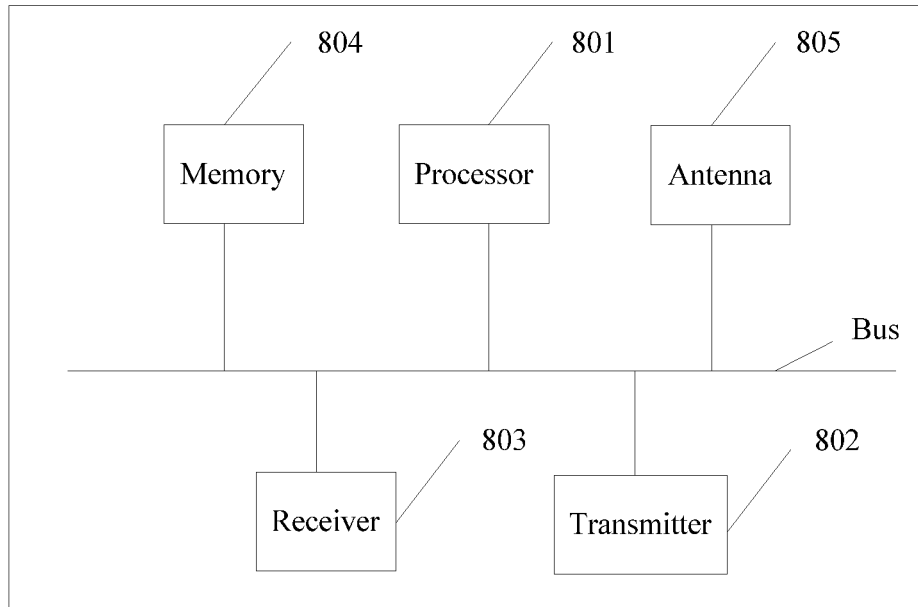 804
801
805
Memory
Processor
Antenna
Bus
803
802
Receiver
Transmitter